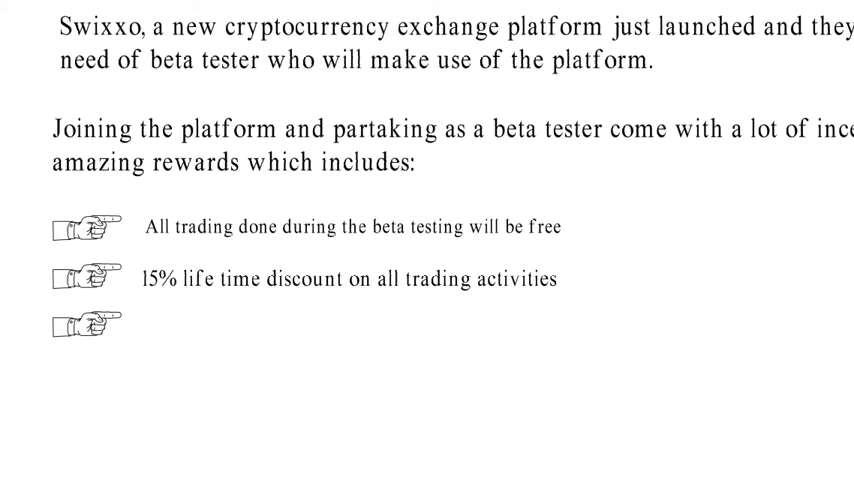 Swixxo, a new cryptocurrency exchange platform just launched and they
need of beta tester who will make use of the platform.
Joining the platform and partaking as a beta tester come with a lot of
amazing rewards which includes:
All trading done during the beta testing will be free
15% life time discount on all trading activities